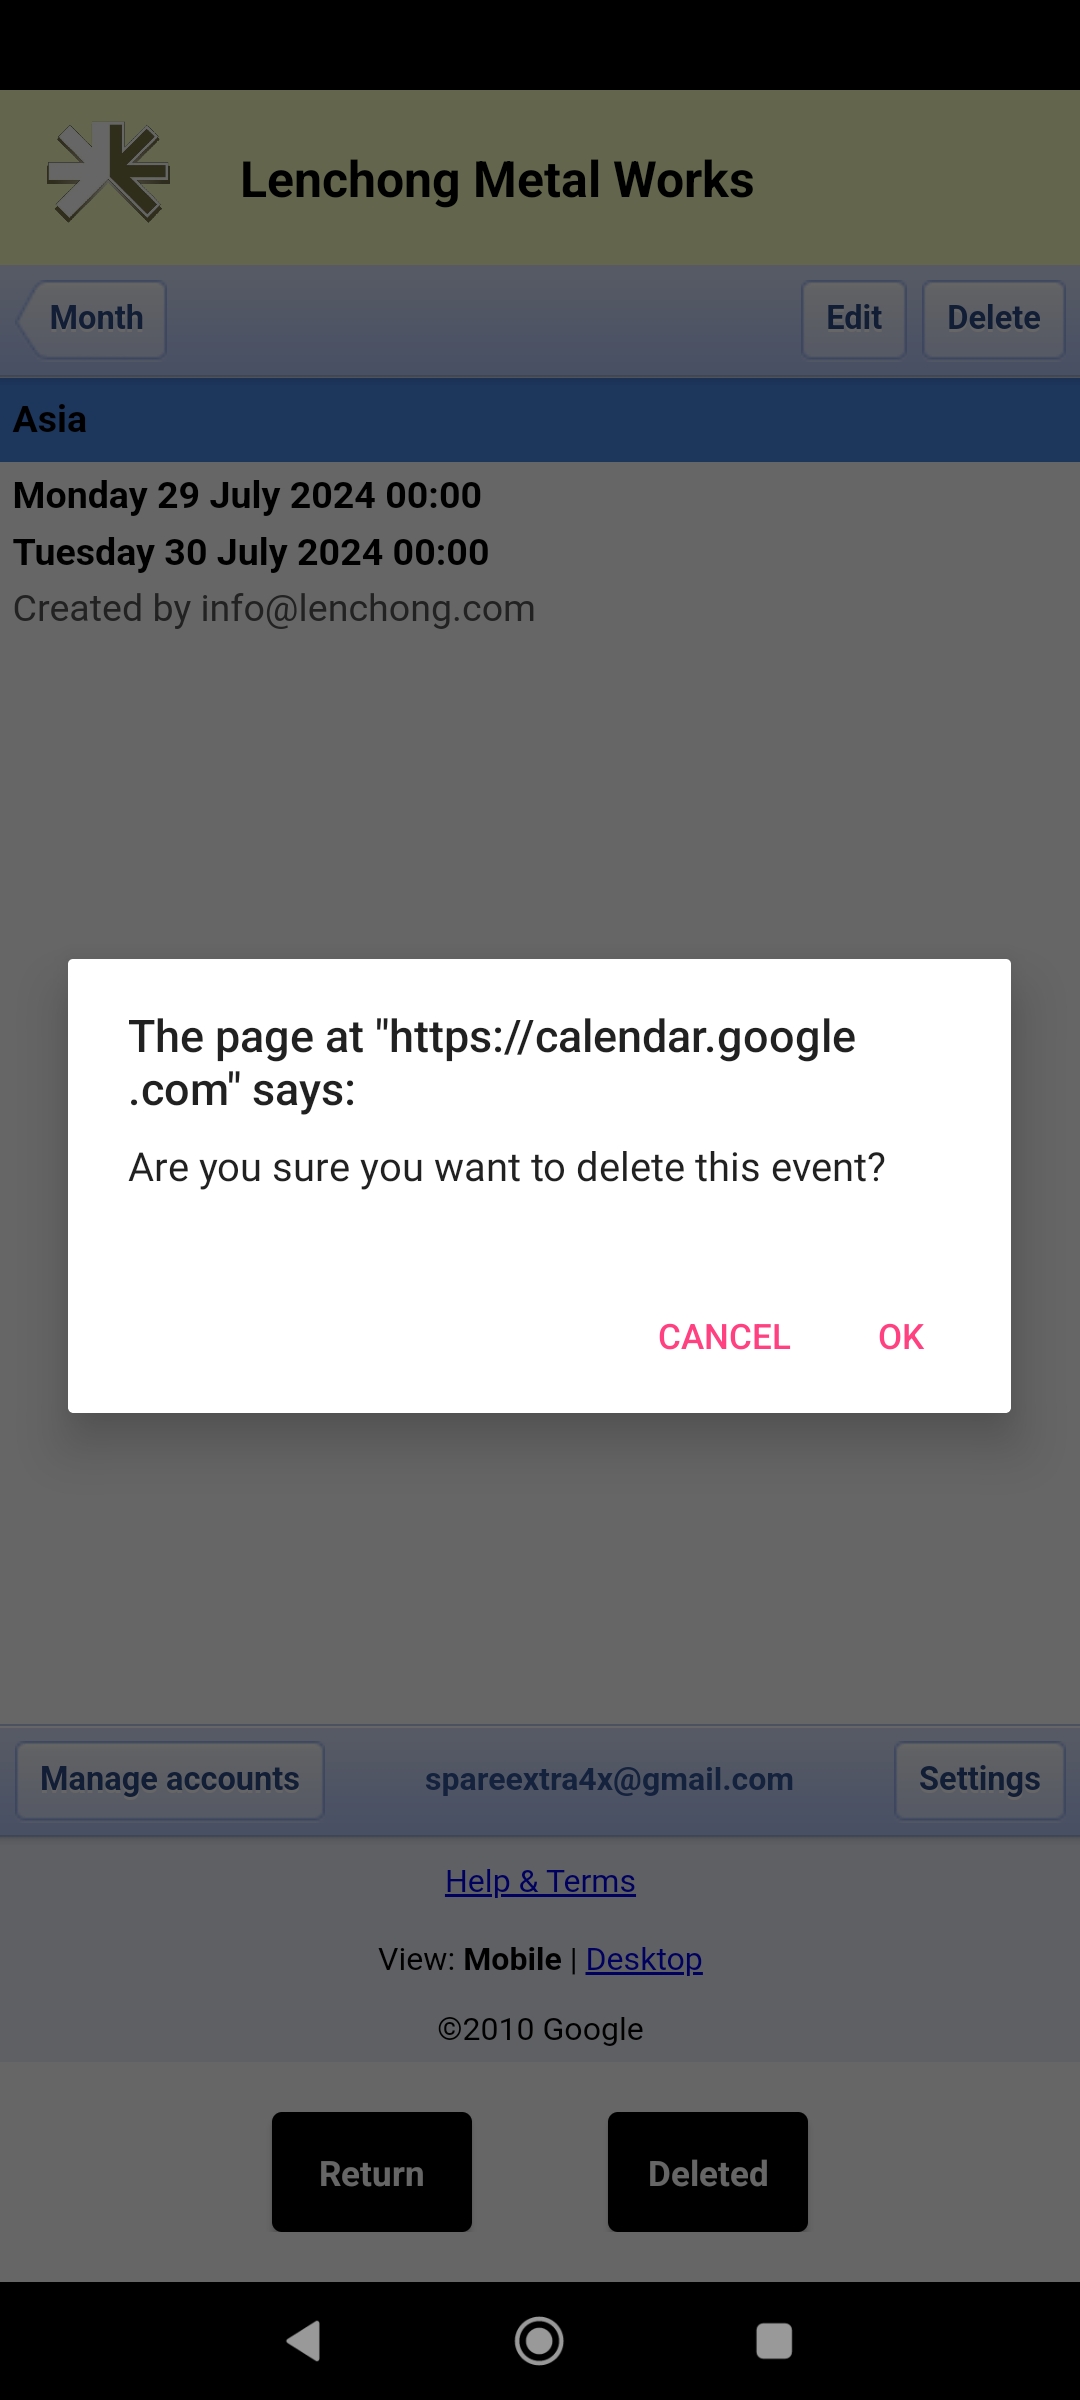 Lenchong Metal Works
Month
Edit
Delete
Asia
Monday 29 July 2024 00:00
Tuesday 30 July 2024 00:00
Created by info@lenchong.com
The page at "https://calendar.google
.com" says:
Are you sure you want to delete this event?
CANCEL
OK
Manage accounts
spareextra4x@gmail.com
Settings
Help & Terms
View: Mobile | Desktop
©2010 Google
Return
Deleted